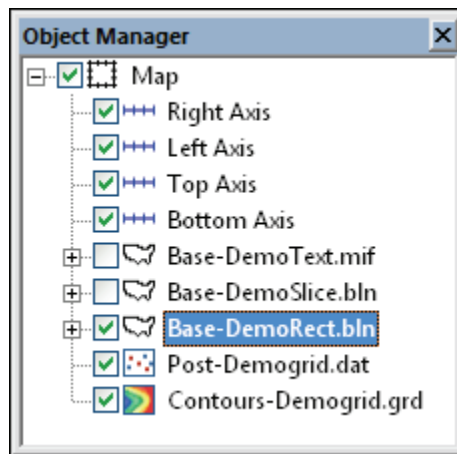 Object Manager
Map
Right Axis
Left Axis
Top Axis
Bottom Axis
Base-DemoText.mif
Base-DemoSlice.bln
Base-DemoRect.bln
Post-Demogrid.dat
Contours-Demogrid.grd